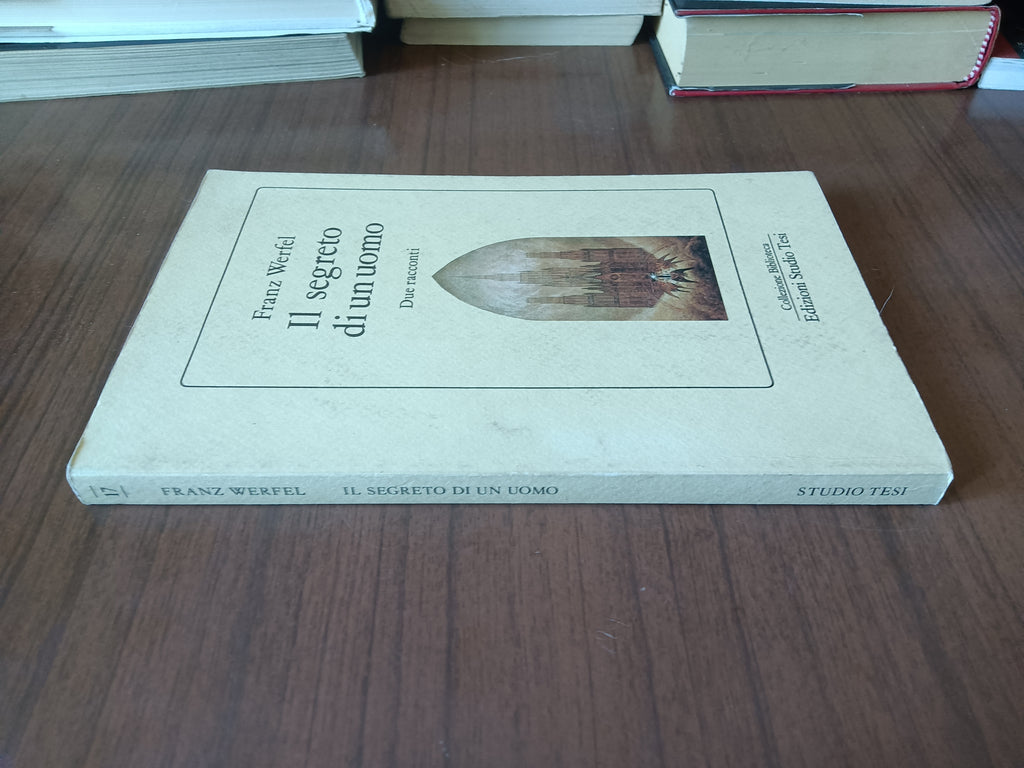 Franz Werfel
Il segreto
di un uomo
Due racconti
Collezione Biblioteca
Edizioni Studio Tesi
17
FRANZ WERFEL IL SEGRETO DI UN UOMO STUDIO TESI